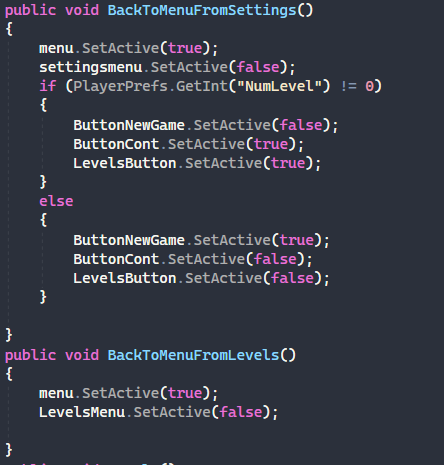 public void BackToMenuFromSettings()
{
menu.SetActive(true);
settingsmenu.SetActive(false);
if (PlayerPrefs.GetInt("NumLevel") != 0)
{
ButtonNewGame.SetActive(false);
ButtonCont.SetActive(true);
LevelsButton.SetActive(true);
}
else
{
ButtonNewGame.SetActive(true);
ButtonCont.SetActive(false);
LevelsButton.SetActive(false);
}
}
public void BackToMenuFromLevels()
{
menu.SetActive(true);
LevelsMenu.SetActive(false);
}